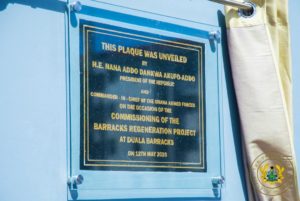 THIS PLAQUE WAS UNVEILED
BY
H.E. NANA ADDO DANKWA AKUFO-ADDO
PRESIDENT OF THE REPUBLIC
AND
COMMANDER - IN - CHIEF OF THE GHANA ARMED FORCES
ON THE OCCASION OF THE
COMMISSIONING OF THE
BARRACKS REGENERATION PROJECT
AT DUALA BARRACKS
ON 12TH MAY